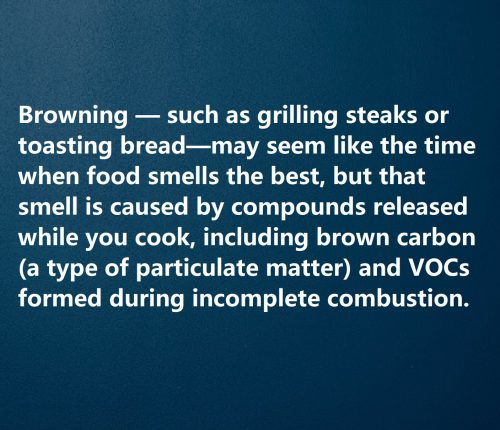 Browning — such as grilling steaks or
toasting bread—may seem like the time
when food smells the best, but that
smell is caused by compounds released
while you cook, including brown carbon
(a type of particulate matter) and VOCs
formed during incomplete combustion.